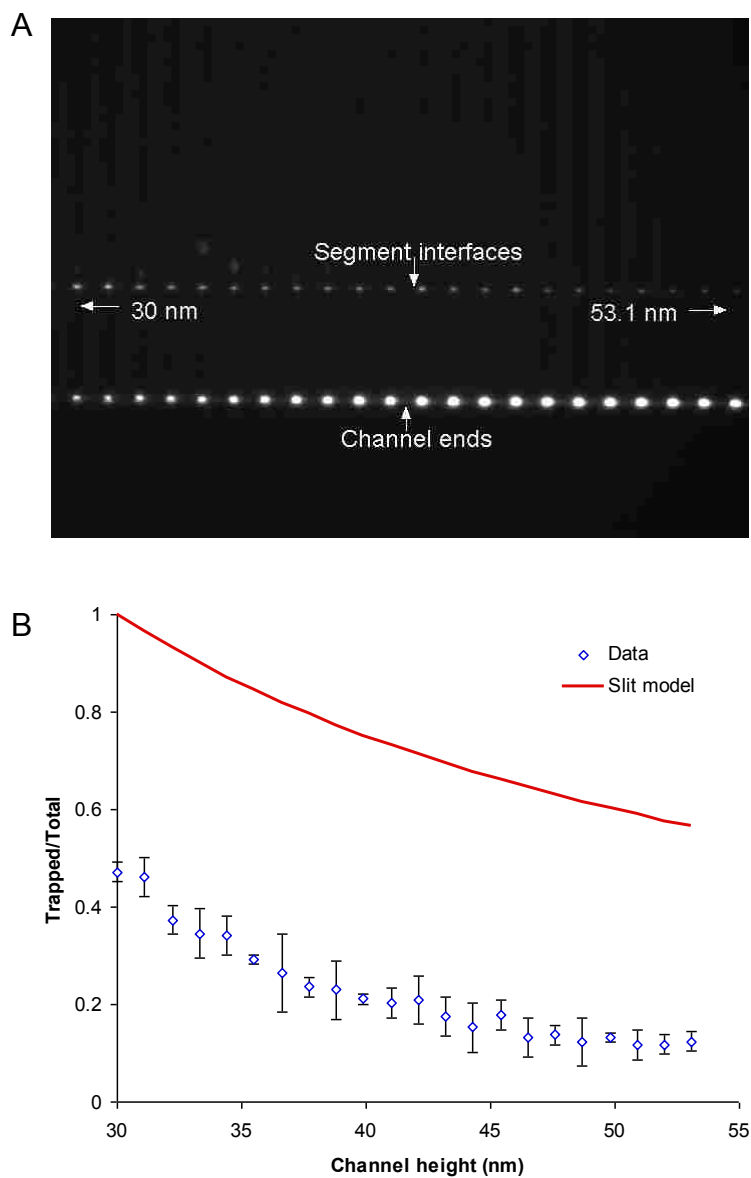 A
Segment interfaces
30 nm
53.1 nm
Channel ends
B
1
0.8
0.6
0.4
0.2
0
Trapped/Total
Data
Slit model
30
35
40
45
50
55
Channel height (nm)